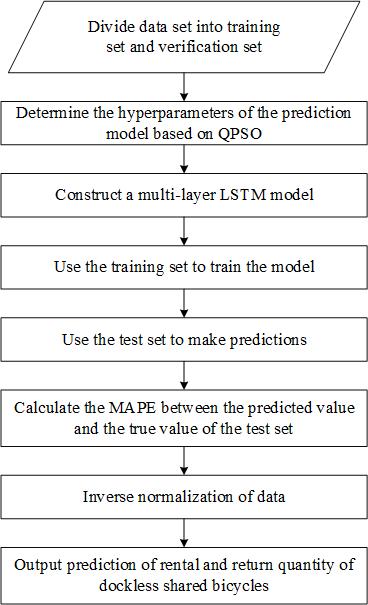 Divide data set into training
set and verification set
Determine the hyperparameters of the prediction
model based on QPSO
Construct a multi-layer LSTM model
Use the training set to train the model
Use the test set to make predictions
Calculate the MAPE between the predicted value
and the true value of the test set
Inverse normalization of data
Output prediction of rental and return quantity of
dockless shared bicycles